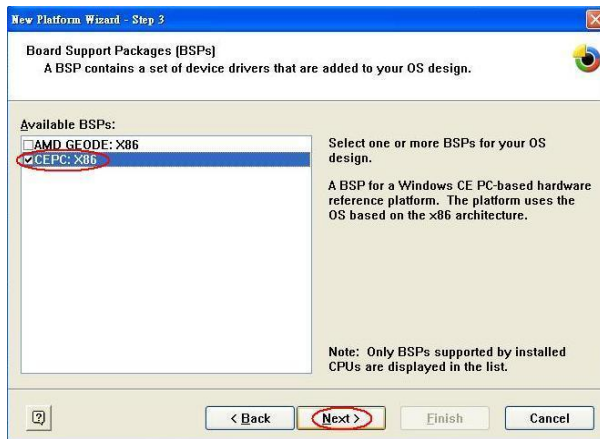 New Platform Wizard - Step 3
Board Support Packages (BSPs)
A BSP contains a set of device drivers that are added to your OS design.
Available BSPs:
AMD GEODE: X86
CEPC: X86
Select one or more BSPs for your OS
design.
A BSP for a Windows CE PC-based hardware
reference platform. The platform uses the
OS based on the x86 architecture.
Note: Only BSPs supported by installed
CPUs are displayed in the list.
< Back
Next >
Finish
Cancel